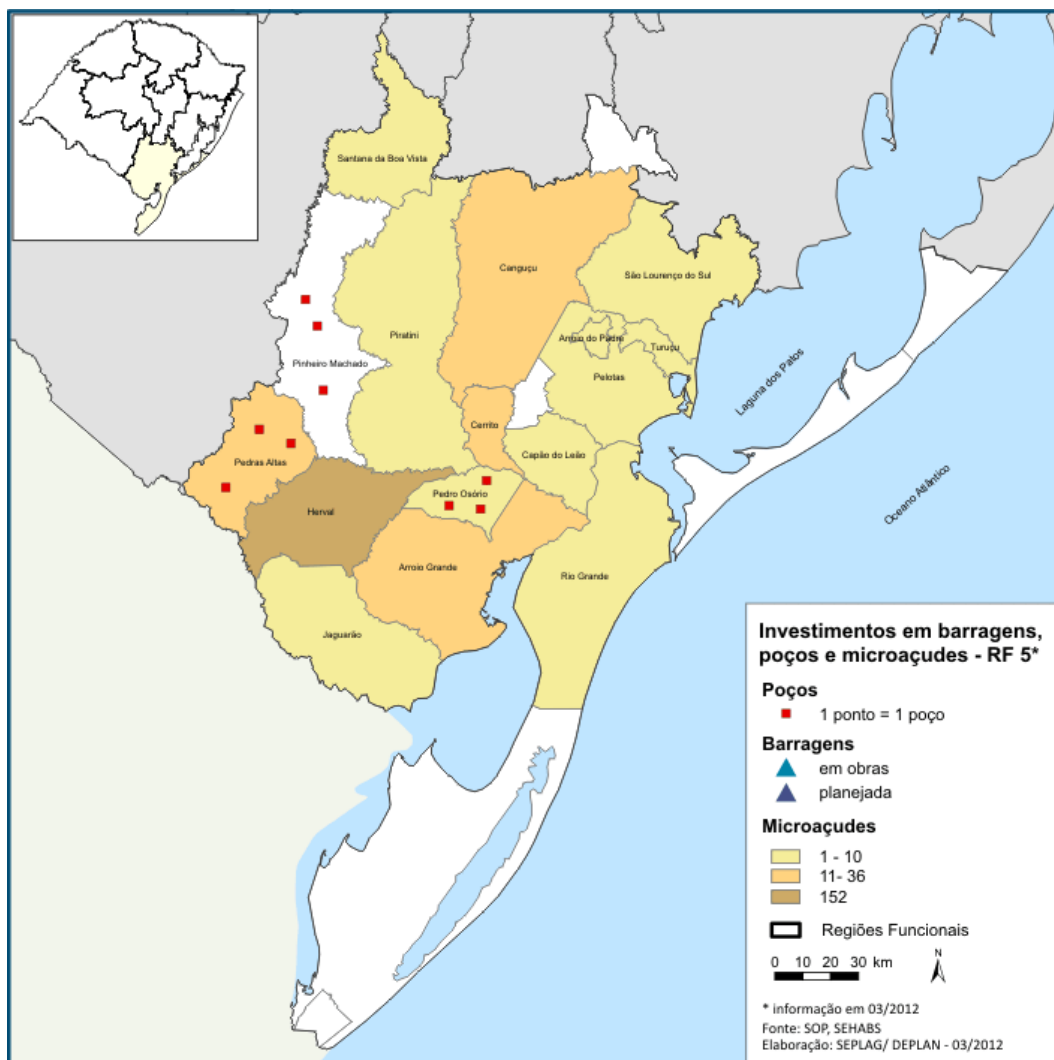 Santana da Boa Vista
Canguçu
São Lourenço do Sul
Piratini
Arroio do Padre
Turuçu
Pinheiro Machado
Pelotas
Laguna dos Patos
Cerrito
Capão do Leão
Pedras Altas
Pedro Osório
Oceano Atlântico
Herval
Arroio Grande
Rio Grande
Jaguarão
Investimentos em barragens,
poços e microaçudes - RF 5*
Poços
1 ponto = 1 poço
Barragens
em obras
planejada
Microaçudes
1 - 10
11- 36
152
Regiões Funcionais
0 10 20 30 km
N
* informação em 03/2012
Fonte: SOP, SEHABS
Elaboração: SEPLAG/ DEPLAN - 03/2012